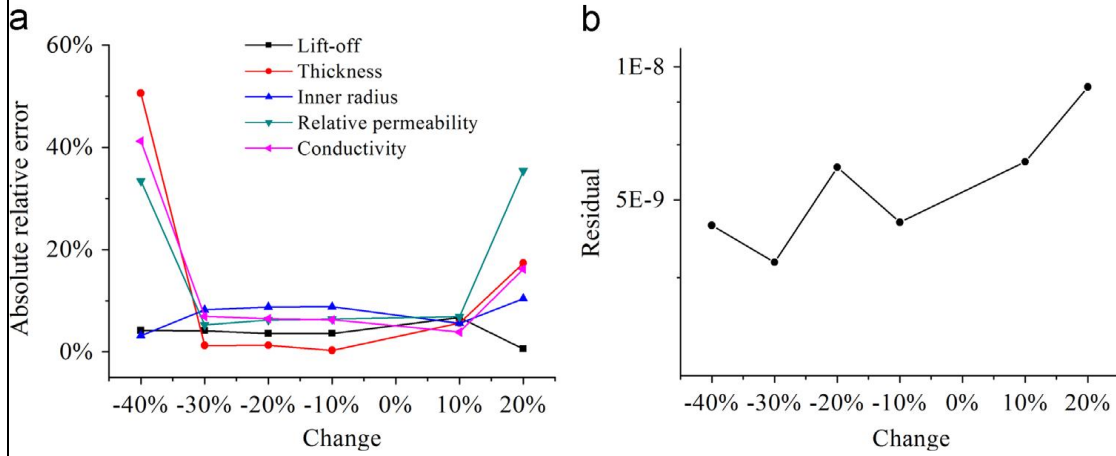 a
60%
40%
20%
0%
Absolute relative error
Lift-off
Thickness
Inner radius
Relative permeability
Conductivity
-40% -30% -20% -10% 0% 10% 20%
Change
b
1E-8
5E-9
Residual
-40% -30% -20% -10% 0% 10% 20%
Change